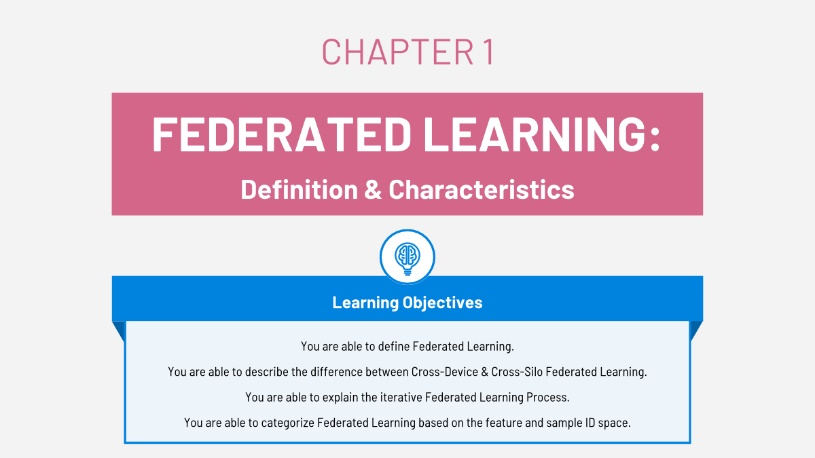 CHAPTER 1
FEDERATED LEARNING:
Definition & Characteristics
Learning Objectives
You are able to define Federated Learning.
You are able to describe the difference between Cross-Device & Cross-Silo Federated Learning.
You are able to explain the iterative Federated Learning Process.
You are able to categorize Federated Learning based on the feature and sample ID space.